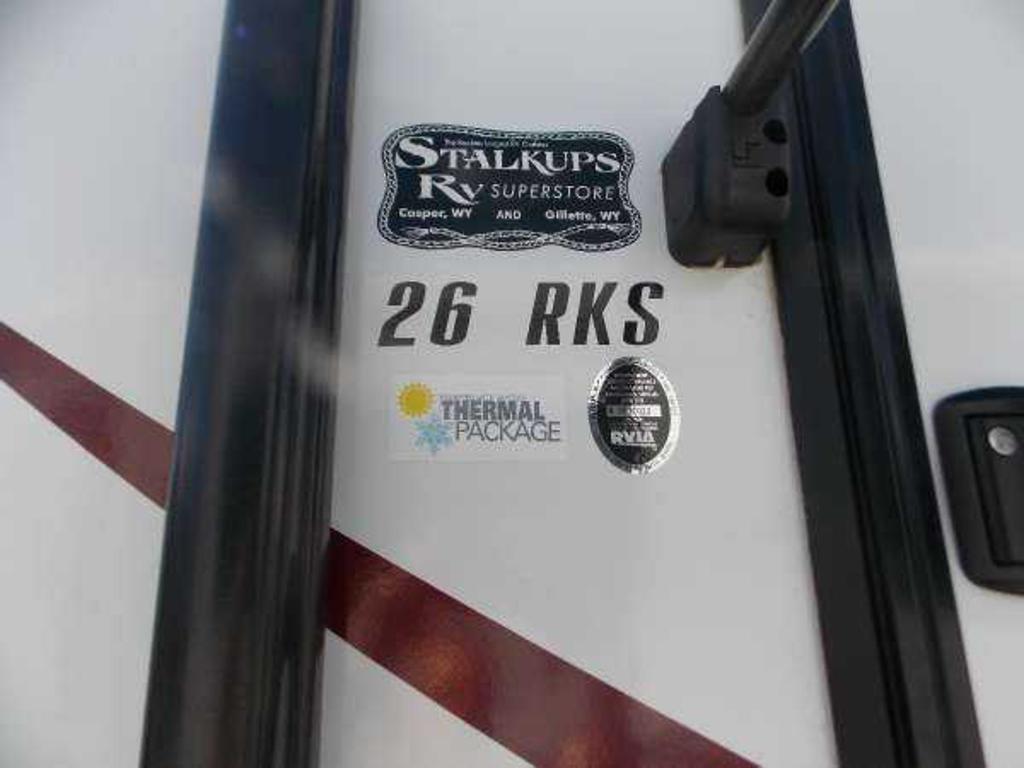 STALKUPS
RV SUPERSTORE
Casper, WY AND Gillette, WY
26 RKS
THERMAL
PACKAGE
RVIA